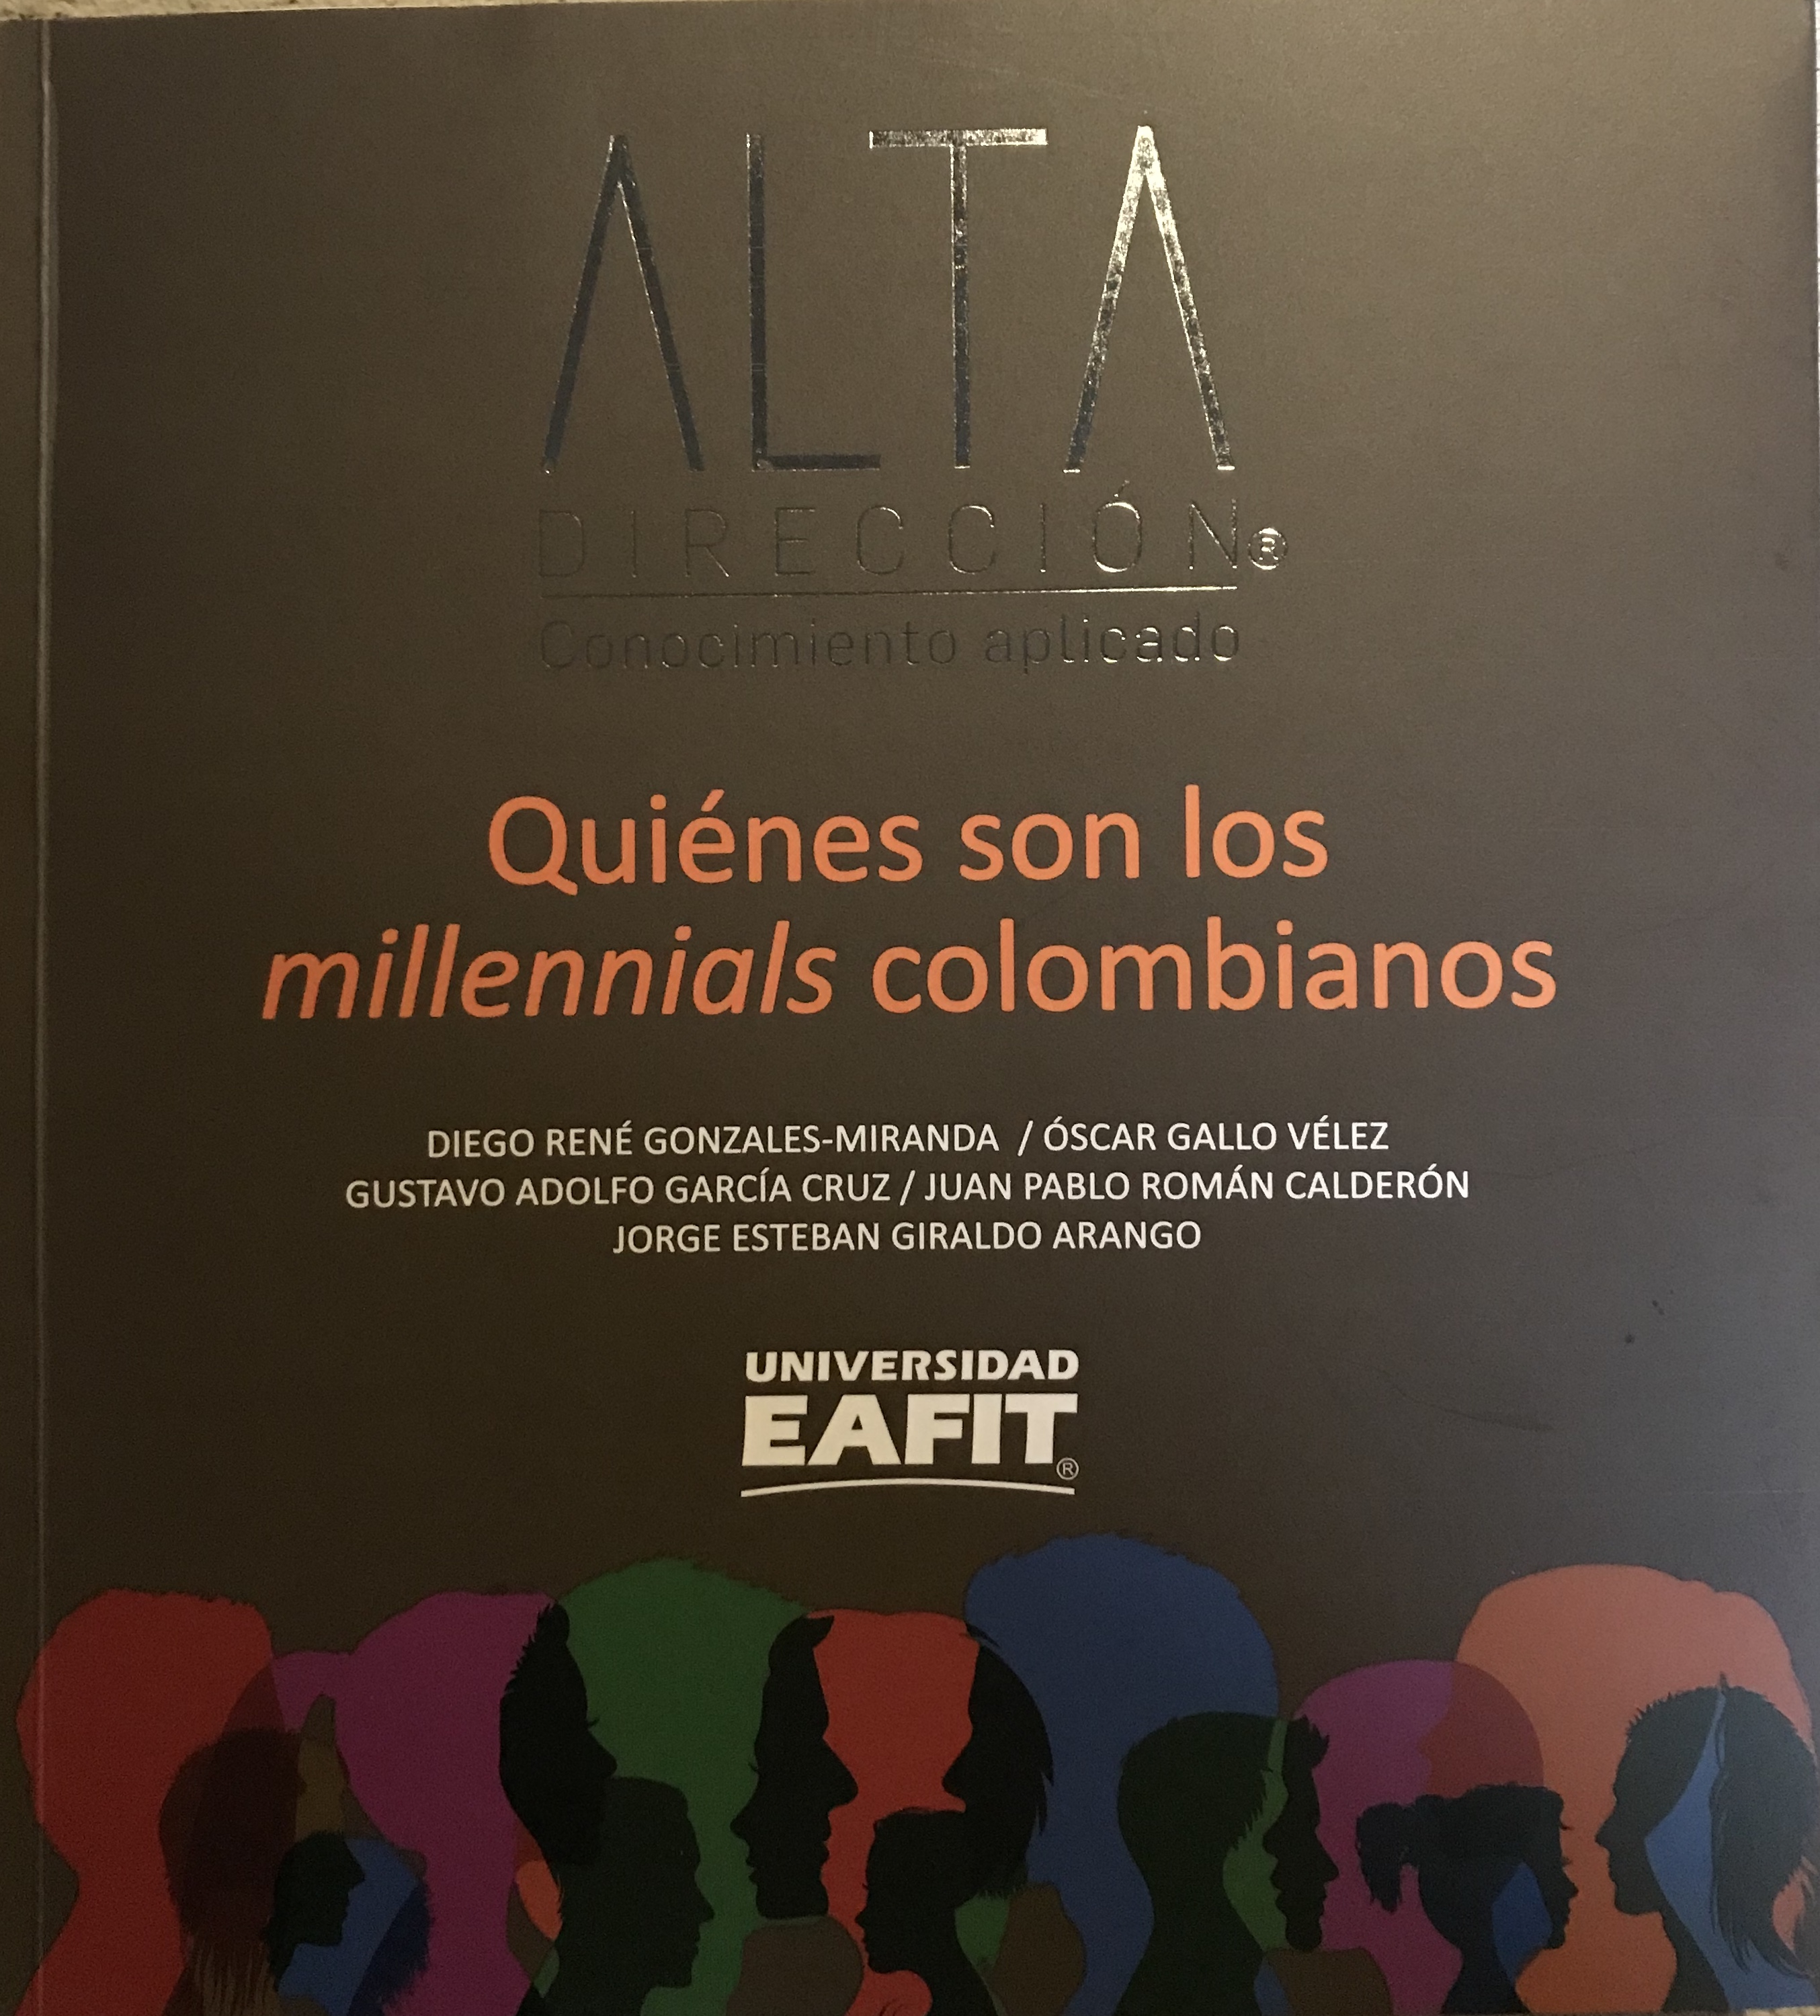 ALTA
DIRECCIÓN®
Conocimiento aplicado
Quiénes son los
millennials colombianos
DIEGO RENÉ GONZALES-MIRANDA / ÓSCAR GALLO VÉLEZ
GUSTAVO ADOLFO GARCÍA CRUZ / JUAN PABLO ROMÁN CALDERÓN
JORGE ESTEBAN GIRALDO ARANGO
UNIVERSIDAD
EAFIT®